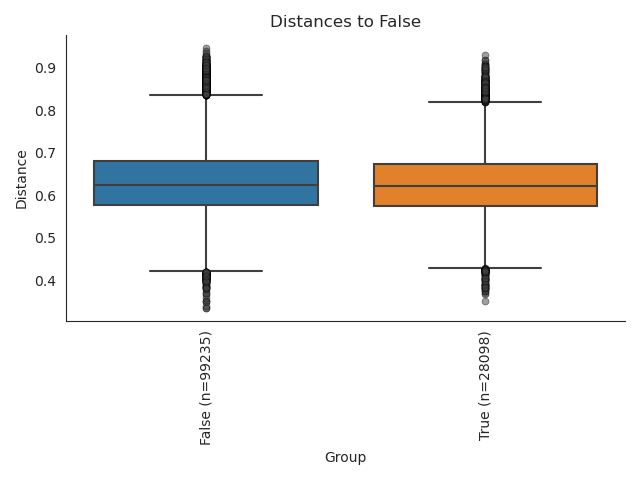 Distances to False
0.9
0.8
0.7
0.6
0.5
0.4
Distance
False (n=99235)
True (n=28098)
Group